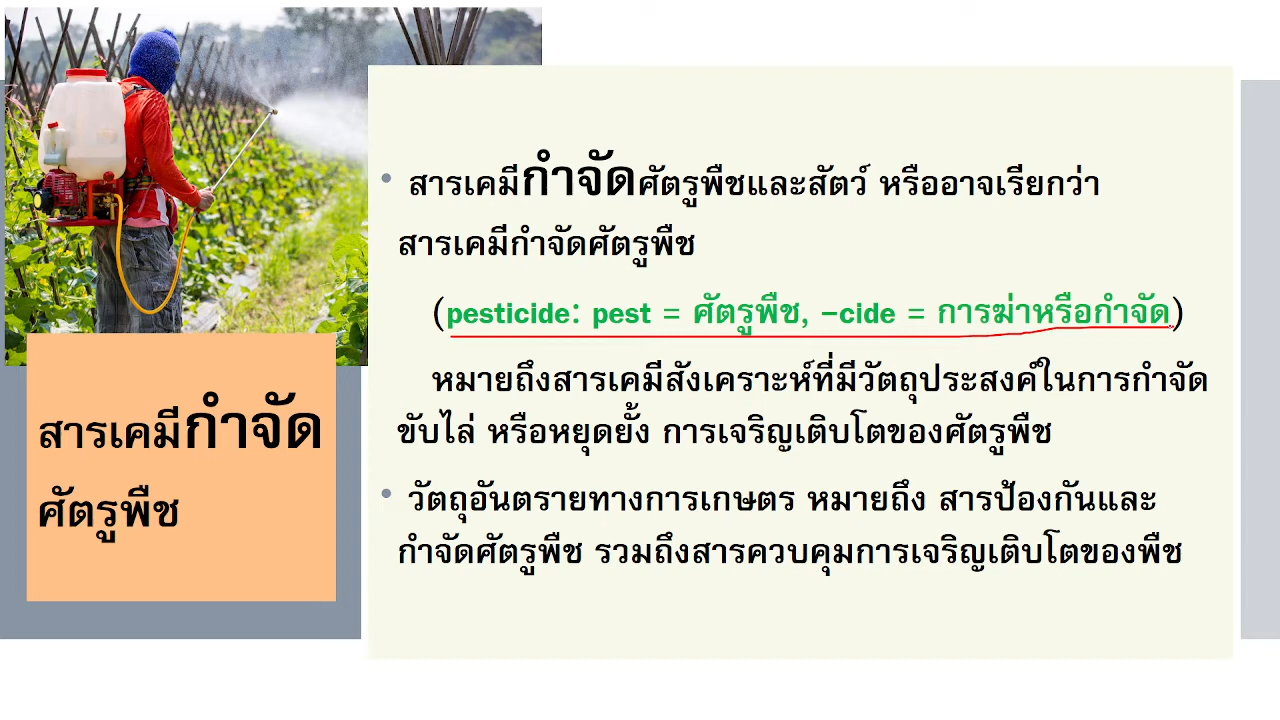 สารเคมีกำจัด
ศัตรูพืช
• สารเคมีกำจัดศัตรูพืชและสัตว์ หรืออาจเรียกว่า
สารเคมีกำจัดศัตรูพืช
(pesticide: pest = ศัตรูพืช, –cide = การฆ่าหรือกำจัด)
หมายถึงสารเคมีสังเคราะห์ที่มีวัตถุประสงค์ในการกำจัด
ขับไล่ หรือหยุดยั้ง การเจริญเติบโตของศัตรูพืช
• วัตถุอันตรายทางการเกษตร หมายถึง สารป้องกันและ
กำจัดศัตรูพืช รวมถึงสารควบคุมการเจริญเติบโตของพืช